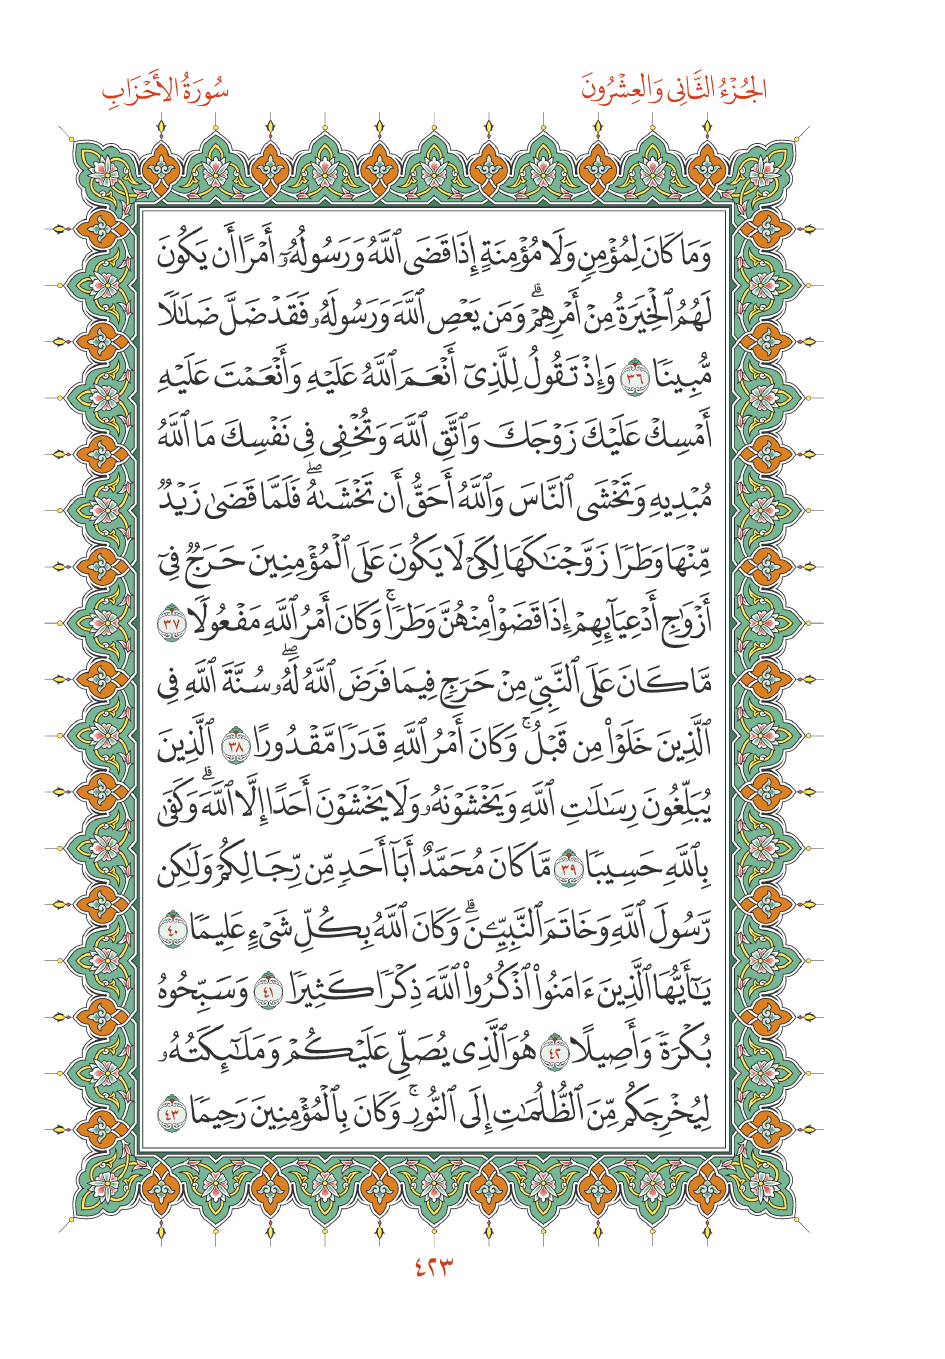 الجُزْءُ الثَّانِى وَالعِشْرُونَ
سُورَةُ الأَحْزَابِ
وَمَا كَانَ لِمُؤْمِنٍ وَلَا مُؤْمِنَةٍ إِذَا قَضَى ٱللَّهُ وَرَسُولُهُۥٓ أَمْرًا أَن يَكُونَ
لَهُمُ ٱلْخِيَرَةُ مِنْ أَمْرِهِمْ ۗ وَمَن يَعْصِ ٱللَّهَ وَرَسُولَهُۥ فَقَدْ ضَلَّ ضَلَـٰلًا
مُّبِينًا ٣٦ وَإِذْ تَقُولُ لِلَّذِىٓ أَنْعَمَ ٱللَّهُ عَلَيْهِ وَأَنْعَمْتَ عَلَيْهِ
أَمْسِكْ عَلَيْكَ زَوْجَكَ وَٱتَّقِ ٱللَّهَ وَتُخْفِى فِى نَفْسِكَ مَا ٱللَّهُ
مُبْدِيهِ وَتَخْشَى ٱلنَّاسَ وَٱللَّهُ أَحَقُّ أَن تَخْشَىٰهُ ۖ فَلَمَّا قَضَىٰ زَيْدٌ
مِّنْهَا وَطَرًا زَوَّجْنَـٰكَهَا لِكَىْ لَا يَكُونَ عَلَى ٱلْمُؤْمِنِينَ حَرَجٌ فِىٓ
أَزْوَٰجِ أَدْعِيَآئِهِمْ إِذَا قَضَوْا۟ مِنْهُنَّ وَطَرًا ۚ وَكَانَ أَمْرُ ٱللَّهِ مَفْعُولًا ٣٧
مَّا كَانَ عَلَى ٱلنَّبِىِّ مِنْ حَرَجٍ فِيمَا فَرَضَ ٱللَّهُ لَهُۥ ۖ سُنَّةَ ٱللَّهِ فِى
ٱلَّذِينَ خَلَوْا۟ مِن قَبْلُ ۚ وَكَانَ أَمْرُ ٱللَّهِ قَدَرًا مَّقْدُورًا ٣٨ ٱلَّذِينَ
يُبَلِّغُونَ رِسَـٰلَـٰتِ ٱللَّهِ وَيَخْشَوْنَهُۥ وَلَا يَخْشَوْنَ أَحَدًا إِلَّا ٱللَّهَ ۗ وَكَفَىٰ
بِٱللَّهِ حَسِيبًا ٣٩ مَّا كَانَ مُحَمَّدٌ أَبَآ أَحَدٍ مِّن رِّجَالِكُمْ وَلَـٰكِن
رَّسُولَ ٱللَّهِ وَخَاتَمَ ٱلنَّبِيِّـۧنَ ۗ وَكَانَ ٱللَّهُ بِكُلِّ شَىْءٍ عَلِيمًا ٤٠
يَـٰٓأَيُّهَا ٱلَّذِينَ ءَامَنُوا۟ ٱذْكُرُوا۟ ٱللَّهَ ذِكْرًا كَثِيرًا ٤١ وَسَبِّحُوهُ
بُكْرَةً وَأَصِيلًا ٤٢ هُوَ ٱلَّذِى يُصَلِّى عَلَيْكُمْ وَمَلَـٰٓئِكَتُهُۥ
لِيُخْرِجَكُم مِّنَ ٱلظُّلُمَـٰتِ إِلَى ٱلنُّورِ ۚ وَكَانَ بِٱلْمُؤْمِنِينَ رَحِيمًا ٤٣
٤٢٣